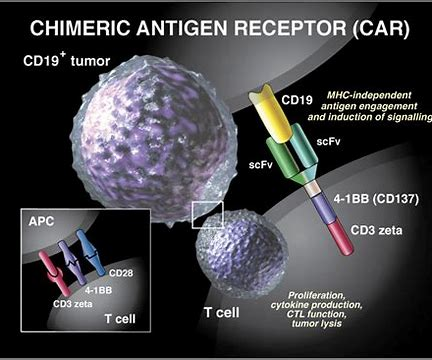 CHIMERIC ANTIGEN RECEPTOR (CAR)
CD19+ tumor
CD19
MHC-independent
antigen engagement
and induction of signalling
scFv
scFv
4-1BB (CD137)
CD3 zeta
APC
CD28
4-1BB
CD3 zeta
T cell
T cell
Proliferation,
cytokine production,
CTL function,
tumor lysis